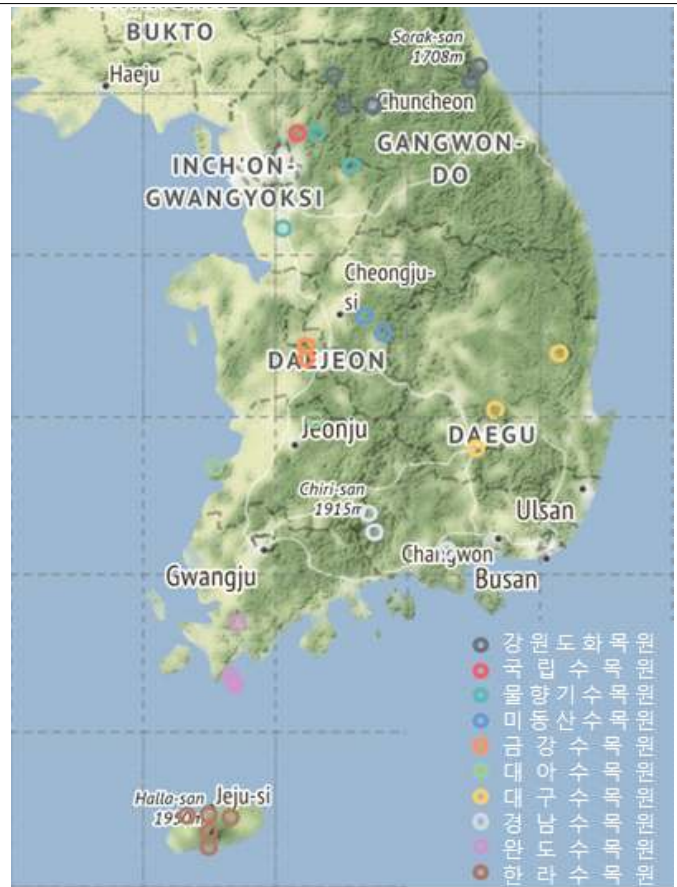 BUKTO
Haeju
Sorak-san
1708m
Chuncheon
GANGWON-
DO
INCH'ON-
GWANGYOKSI
Cheongju-
si
DAEJEON
Jeonju
DAEGU
Chiri-san
1915m
Ulsan
Changwon
Gwangju
Busan
강원도화목원
국립수목원
물향기수목원
미동산수목원
금강수목원
대아수목원
대구수목원
경남수목원
완도수목원
한라수목원
Halla-san
Jeju-si
1950m